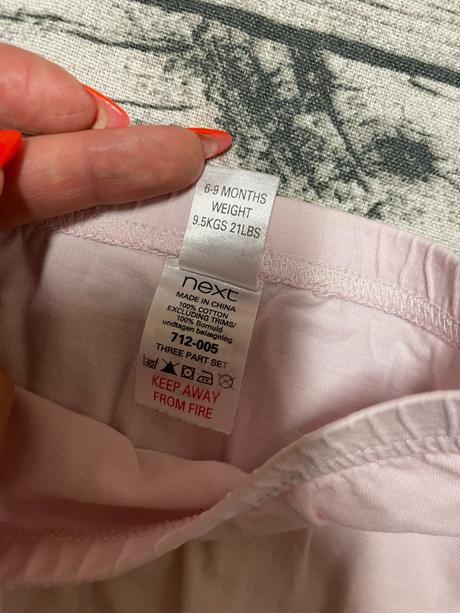 6-9 MONTHS
WEIGHT
9.5KGS 21LBS
next
MADE IN CHINA
100% COTTON
EXCLUDING TRIMS/
100% Bomuld
undtagen belægning
712-005
THREE PART SET
KEEP AWAY
FROM FIRE